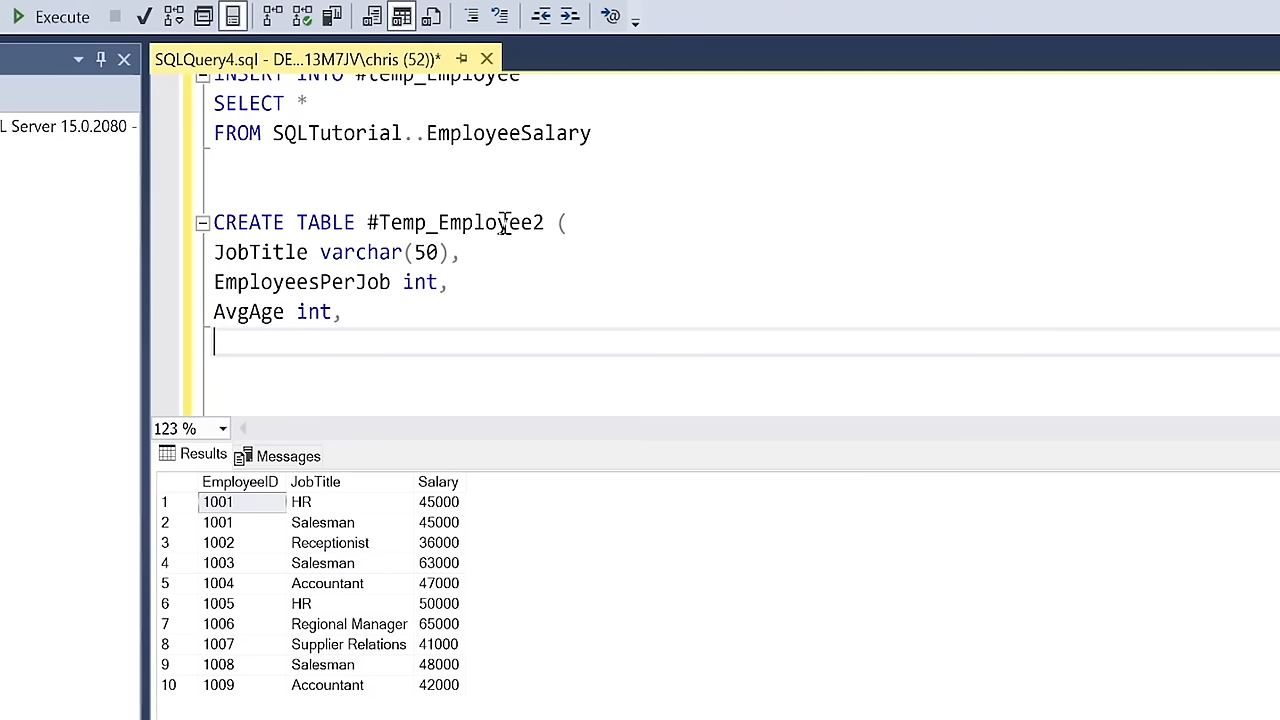 Execute
SQLQuery4.sql - DE...13M7JV\chris (52))*
L Server 15.0.2080 -
INSERT INTO #temp_Employee
SELECT *
FROM SQLTutorial..EmployeeSalary
CREATE TABLE #Temp_Employee2 (
JobTitle varchar(50),
EmployeesPerJob int,
AvgAge int,
123 %
Results Messages
EmployeeID JobTitle Salary
1 1001 HR 45000
2 1001 Salesman 45000
3 1002 Receptionist 36000
4 1003 Salesman 63000
5 1004 Accountant 47000
6 1005 HR 50000
7 1006 Regional Manager 65000
8 1007 Supplier Relations 41000
9 1008 Salesman 48000
10 1009 Accountant 42000